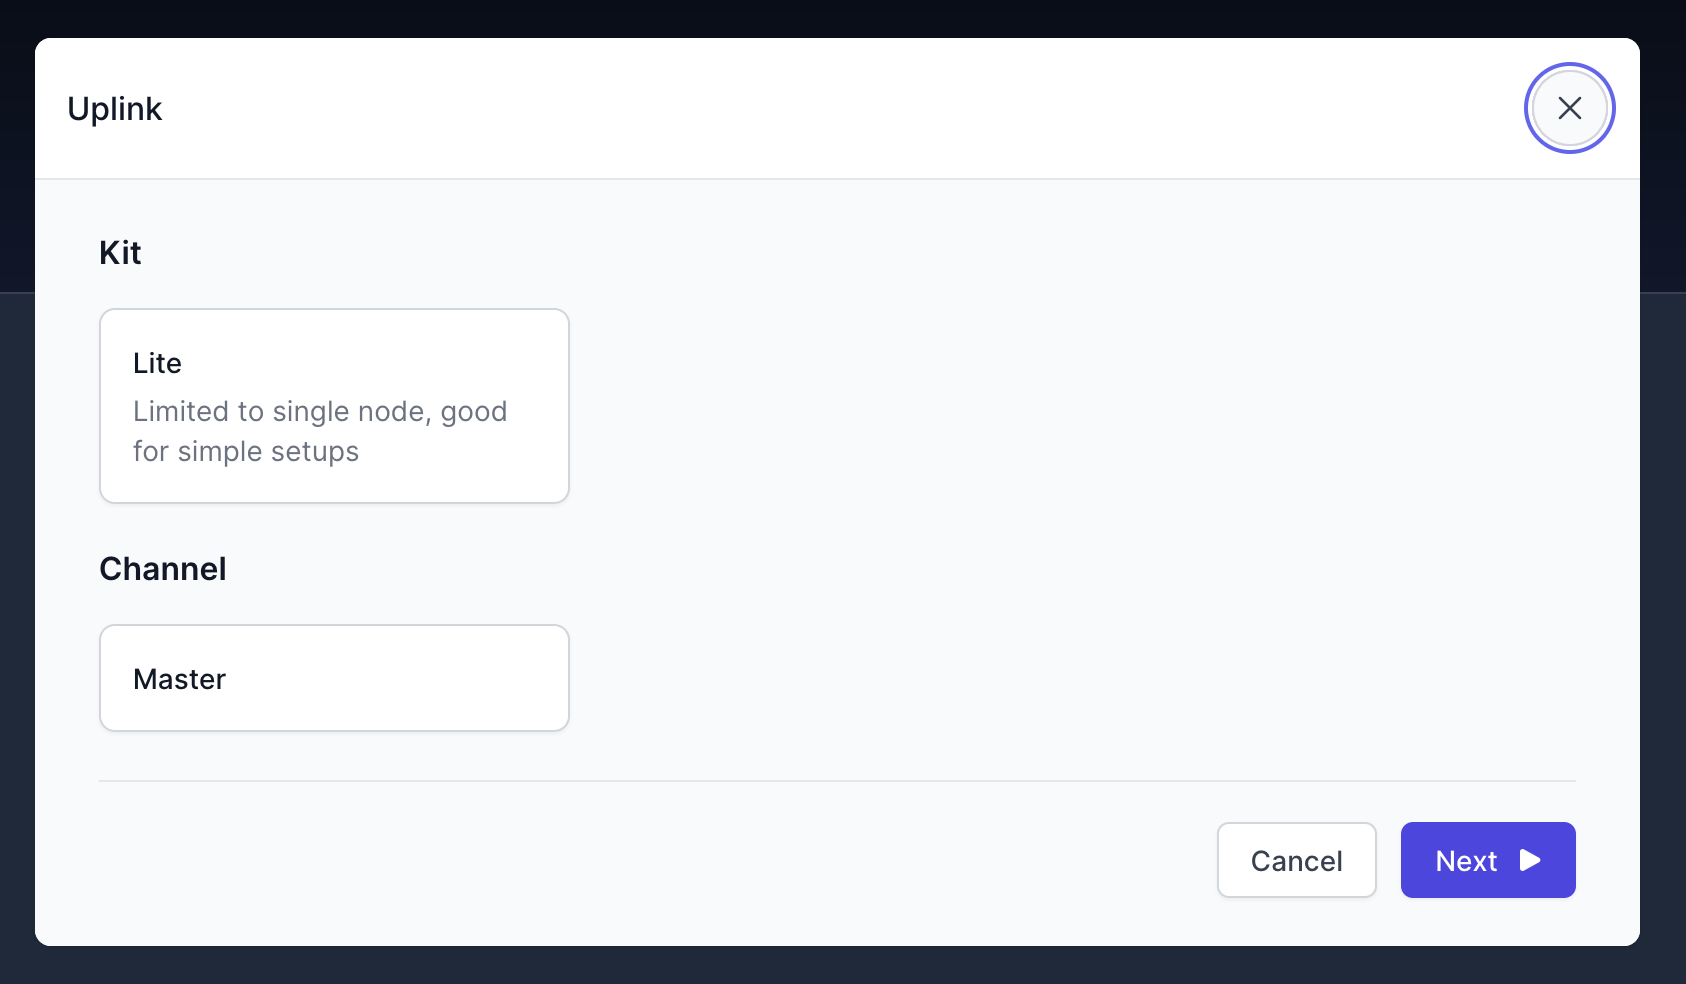 Uplink
Kit
Lite
Limited to single node, good
for simple setups
Channel
Master
Cancel
Next